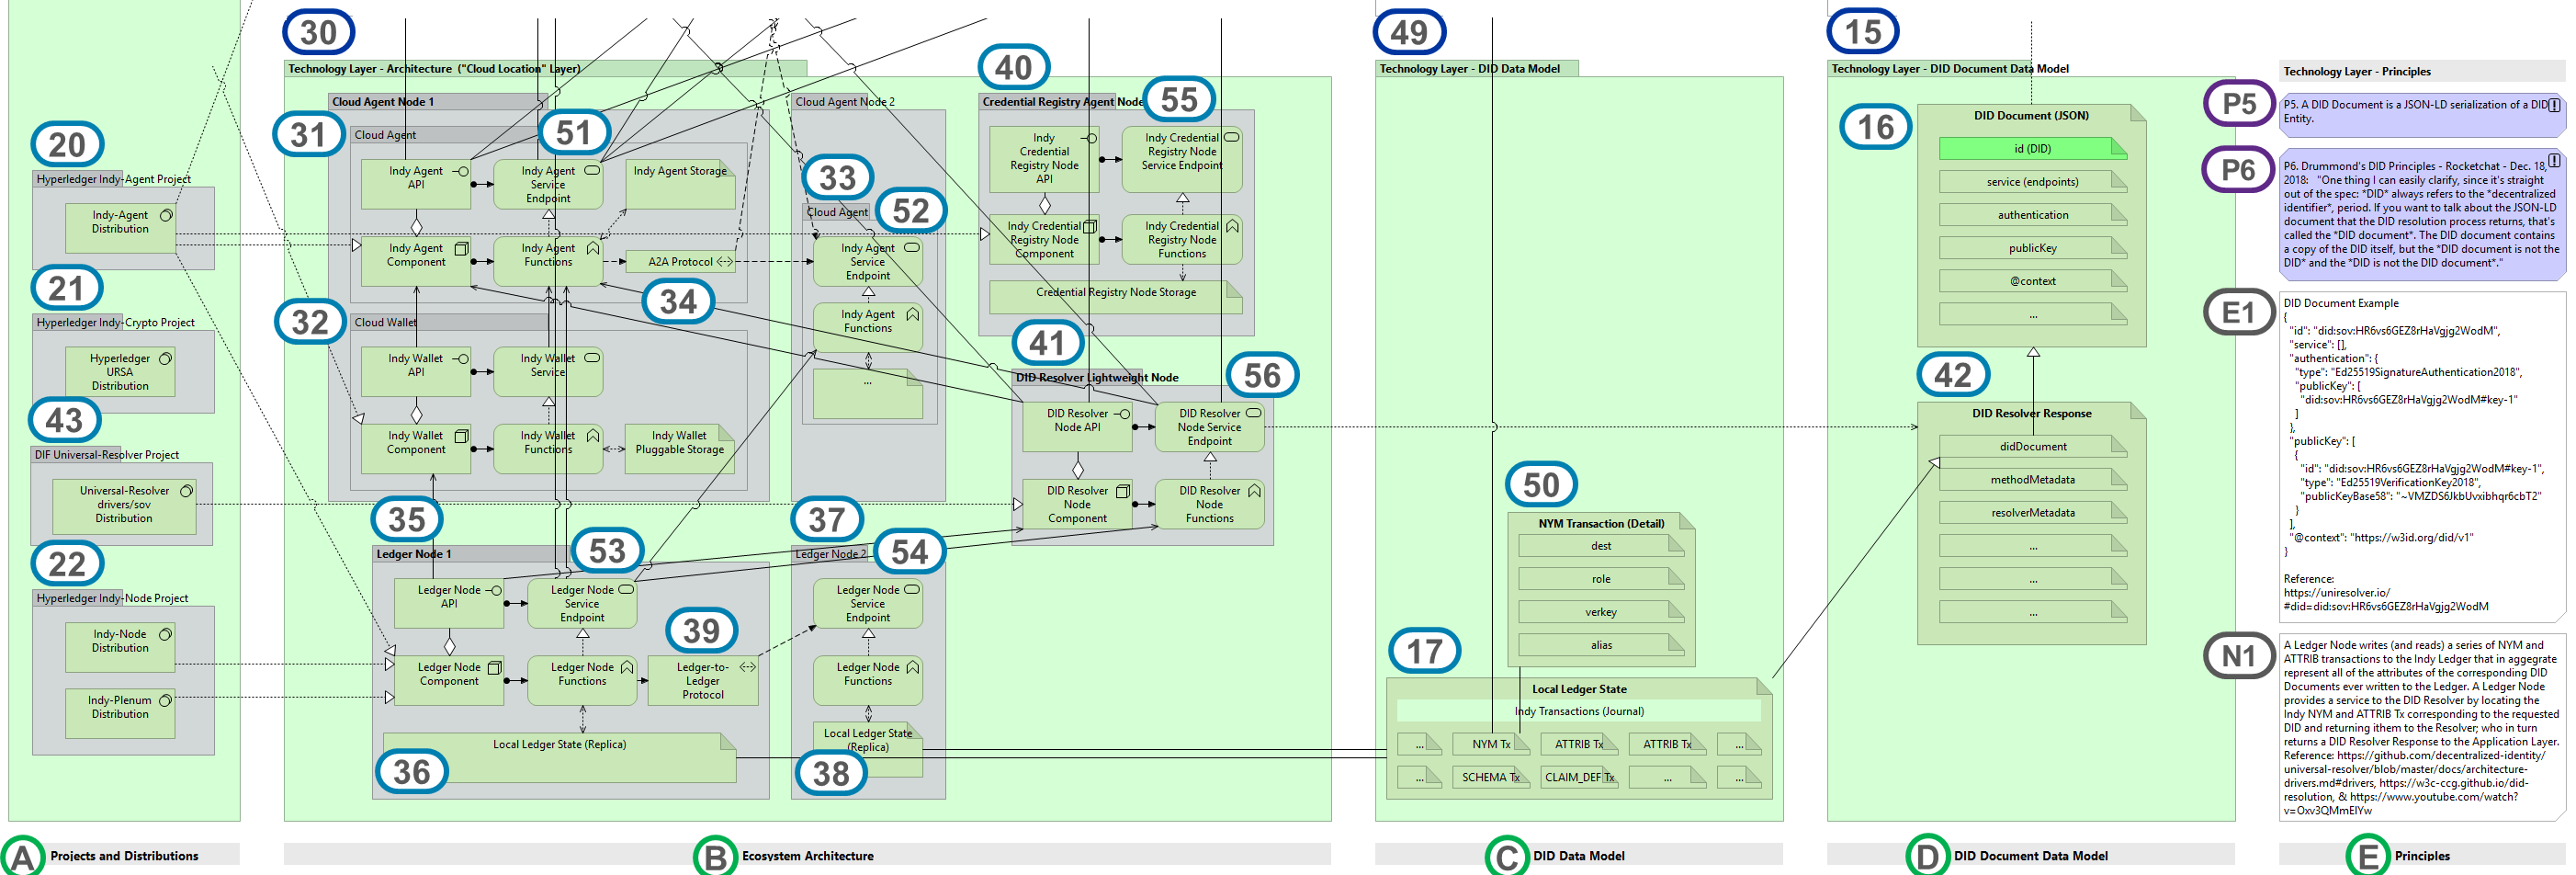 20
Hyperledger Indy-Agent Project
Indy-Agent
Distribution
21
Hyperledger Indy-Crypto Project
Hyperledger
URSA
Distribution
43
DIF Universal-Resolver Project
Universal-Resolver
drivers/sov
Distribution
22
Hyperledger Indy-Node Project
Indy-Node
Distribution
Indy-Plenum
Distribution
A
Projects and Distributions
30
Technology Layer - Architecture ("Cloud Location" Layer)
Cloud Agent Node 1
31
Cloud Agent
51
Indy Agent
API
Indy Agent
Service
Endpoint
Indy Agent Storage
Indy Agent
Component
Indy Agent
Functions
A2A Protocol
34
32
Cloud Wallet
Indy Wallet
API
Indy Wallet
Service
Indy Wallet
Component
Indy Wallet
Functions
Indy Wallet
Pluggable Storage
Cloud Agent Node 2
33
Cloud Agent
52
Indy Agent
Service
Endpoint
Indy Agent
Functions
...
40
Credential Registry Agent Node
55
Indy
Credential
Registry Node
API
Indy Credential
Registry Node
Service Endpoint
Indy Credential
Registry Node
Component
Indy Credential
Registry Node
Functions
Credential Registry Node Storage
41
DID Resolver Lightweight Node
56
DID Resolver
Node API
DID Resolver
Node Service
Endpoint
DID Resolver
Node
Component
DID Resolver
Node
Functions
35
Ledger Node 1
53
Ledger Node
API
Ledger Node
Service
Endpoint
39
Ledger Node
Component
Ledger Node
Functions
Ledger-to-
Ledger
Protocol
Local Ledger State (Replica)
36
37
Ledger Node 2
54
Ledger Node
Service
Endpoint
Ledger Node
Functions
Local Ledger State
(Replica)
38
B
Ecosystem Architecture
49
Technology Layer - DID Data Model
50
NYM Transaction (Detail)
dest
role
verkey
alias
17
Local Ledger State
Indy Transactions (Journal)
...
NYM Tx
ATTRIB Tx
ATTRIB Tx
...
...
SCHEMA Tx
CLAIM_DEF Tx
...
...
C
DID Data Model
15
Technology Layer - DID Document Data Model
16
DID Document (JSON)
id (DID)
service (endpoints)
authentication
publicKey
@context
...
42
DID Resolver Response
didDocument
methodMetadata
resolverMetadata
...
...
...
D
DID Document Data Model
Technology Layer - Principles
P5
P5. A DID Document is a JSON-LD serialization of a DID
Entity.
P6
P6. Drummond's DID Principles - Rocketchat - Dec. 18,
2018: "One thing I can easily clarify, since it's straight
out of the spec: *DID* always refers to the *decentralized
identifier*, period. If you want to talk about the JSON-LD
document that the DID resolution process returns, that's
called the *DID document*. The DID document contains
a copy of the DID itself, but the *DID document is not the
DID* and the *DID is not the DID document*."
E1
DID Document Example
{
"id": "did:sov:HR6vs6GEZ8rHaVgjg2WodM",
"service": [],
"authentication": {
"type": "Ed25519SignatureAuthentication2018",
"publicKey": [
"did:sov:HR6vs6GEZ8rHaVgjg2WodM#key-1"
]
},
"publicKey": [
{
"id": "did:sov:HR6vs6GEZ8rHaVgjg2WodM#key-1",
"type": "Ed25519VerificationKey2018",
"publicKeyBase58": "~VMZDS6JkbUvxibhqr6cbT2"
}
],
"@context": "https://w3id.org/did/v1"
}
Reference:
https://uniresolver.io/
#did=did:sov:HR6vs6GEZ8rHaVgjg2WodM
N1
A Ledger Node writes (and reads) a series of NYM and
ATTRIB transactions to the Indy Ledger that in aggegrate
represent all of the attributes of the corresponding DID
Documents ever written to the Ledger. A Ledger Node
provides a service to the DID Resolver by locating the
Indy NYM and ATTRIB Tx corresponding to the requested
DID and returning ithem to the Resolver; who in turn
returns a DID Resolver Response to the Application Layer.
Reference: https://github.com/decentralized-identity/
universal-resolver/blob/master/docs/architecture-
drivers.md#drivers, https://w3c-ccg.github.io/did-
resolution, & https://www.youtube.com/watch?
v=Oxv3QMmEIYw
E
Principles